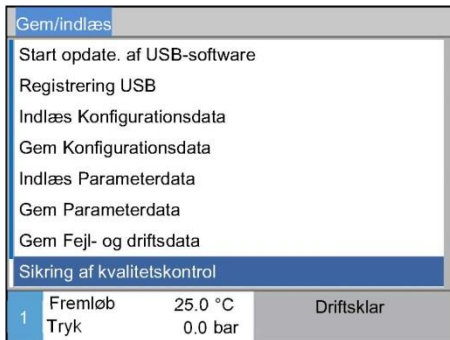 Gem/indlæs
Start opdate. af USB-software
Registrering USB
Indlæs Konfigurationsdata
Gem Konfigurationsdata
Indlæs Parameterdata
Gem Parameterdata
Gem Fejl- og driftsdata
Sikring af kvalitetskontrol
1 Fremløb 25.0 °C Driftsklar
Tryk 0.0 bar